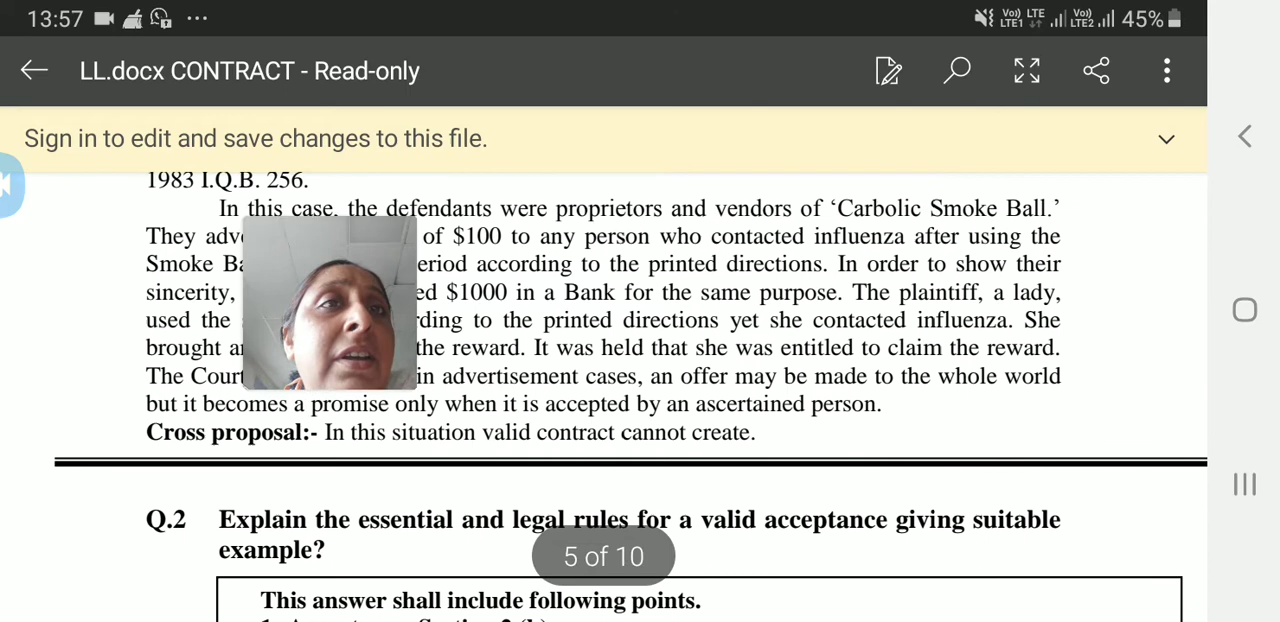 13:57 ... Vo)) LTE1 LTE Vo)) LTE2 45%
LL.docx CONTRACT - Read-only
Sign in to edit and save changes to this file.
1983 I.Q.B. 256.
In this case, the defendants were proprietors and vendors of ‘Carbolic Smoke Ball.’
They of $100 to any person who contacted influenza after using the
Smoke according to the printed directions. In order to show their
sincerity, $1000 in a Bank for the same purpose. The plaintiff, a lady,
used the to the printed directions yet she contacted influenza. She
brought the reward. It was held that she was entitled to claim the reward.
The in advertisement cases, an offer may be made to the whole world
but it becomes a promise only when it is accepted by an ascertained person.
Cross proposal:- In this situation valid contract cannot create.
Q.2 Explain the essential and legal rules for a valid acceptance giving suitable
example?
5 of 10
This answer shall include following points.